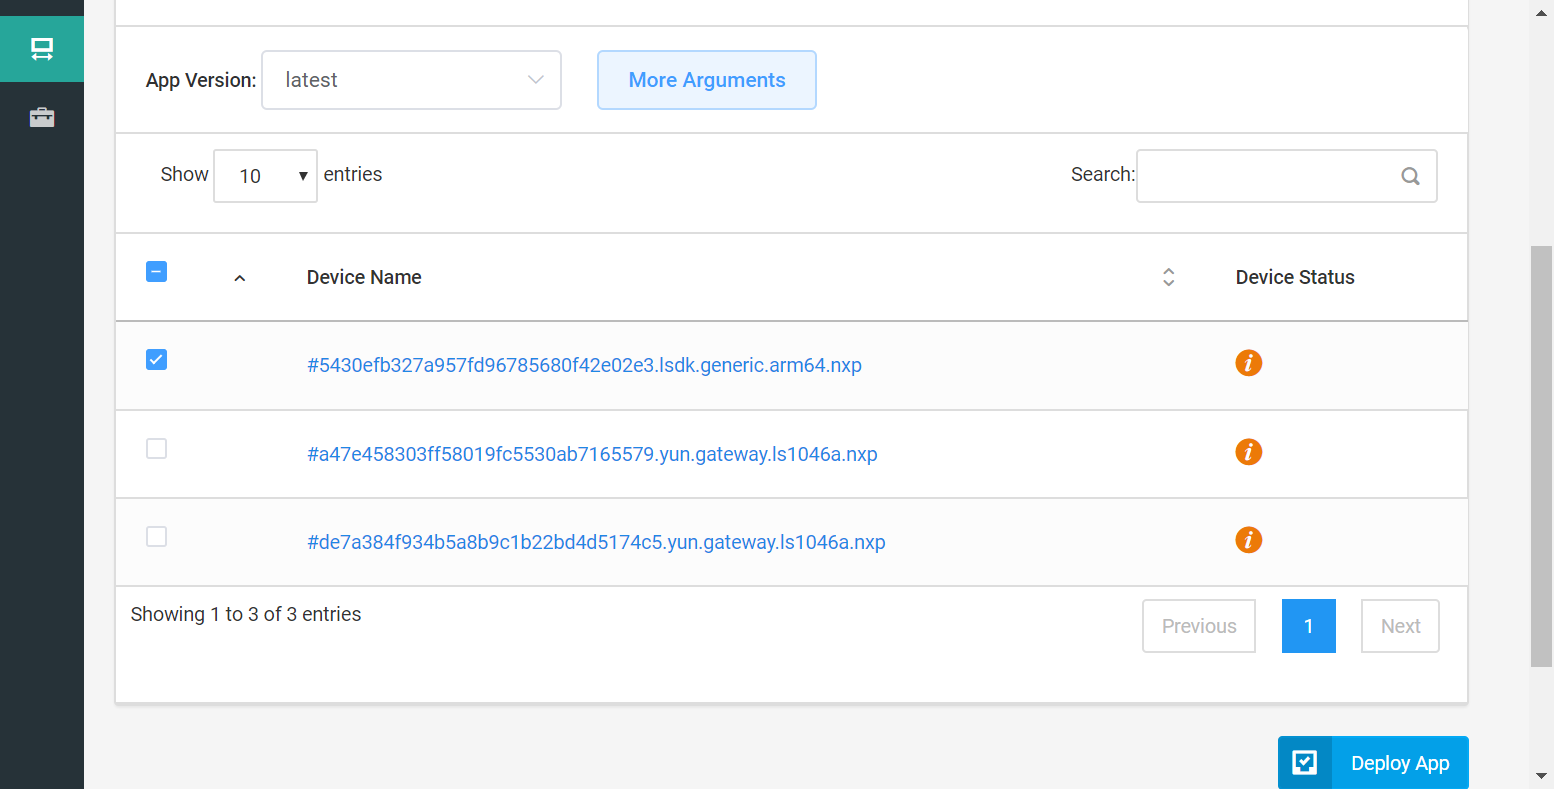 App Version: latest More Arguments
Show 10 entries Search:
Device Name Device Status
#5430efb327a957fd96785680f42e02e3.lsdk.generic.arm64.nxp
#a47e458303ff58019fc5530ab7165579.yun.gateway.ls1046a.nxp
#de7a384f934b5a8b9c1b22bd4d5174c5.yun.gateway.ls1046a.nxp
Showing 1 to 3 of 3 entries
Previous 1 Next
Deploy App